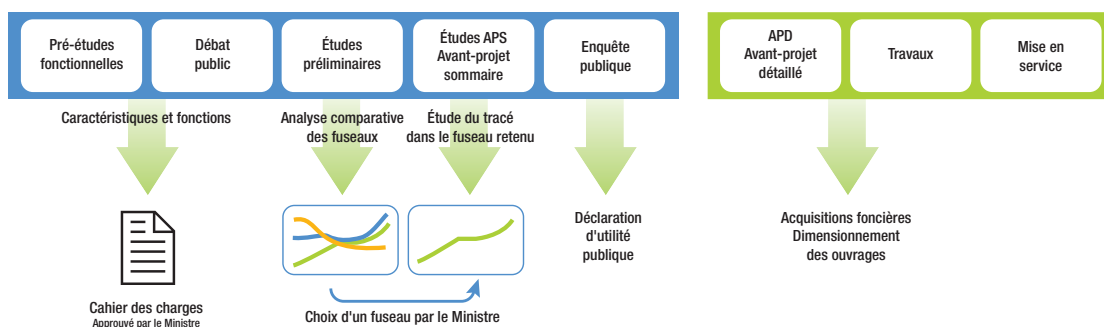 Pré-études
fonctionnelles
Débat
public
Études
préliminaires
Études APS
Avant-projet
sommaire
Enquête
publique
APD
Avant-projet
détaillé
Travaux
Mise en
service
Caractéristiques et fonctions
Analyse comparative
des fuseaux
Étude du tracé
dans le fuseau retenu
Déclaration
d'utilité
publique
Acquisitions foncières
Dimensionnement
des ouvrages
Cahier des charges
Approuvé par le Ministre
Choix d'un fuseau par le Ministre